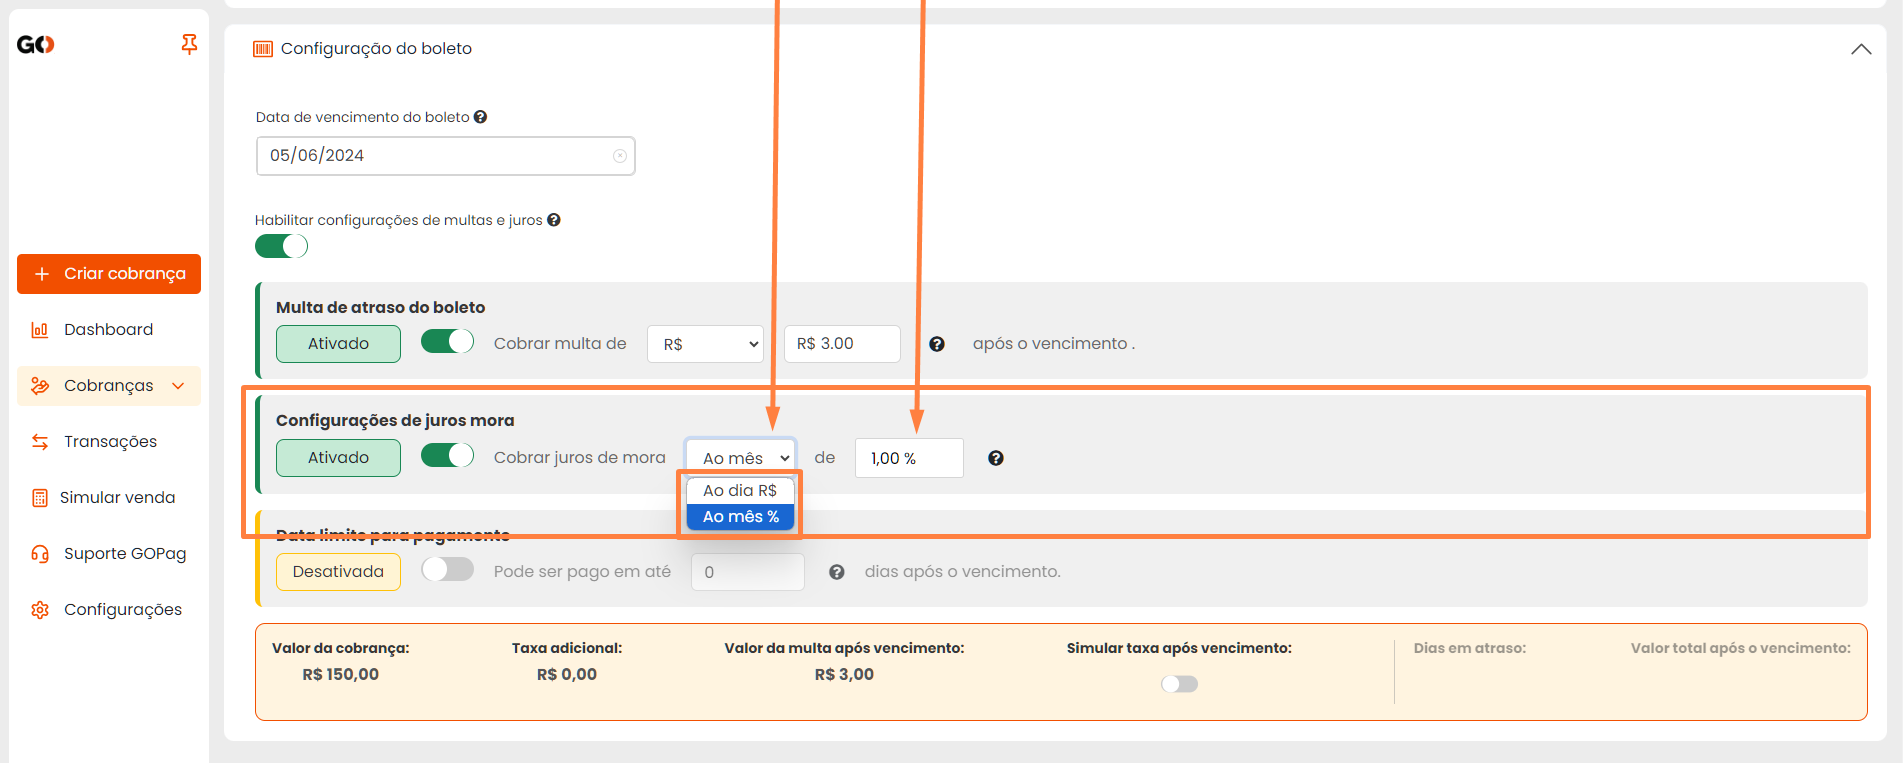 GO
Criar cobrança
Dashboard
Cobranças
Transações
Simular venda
Suporte GOPag
Configurações
Configuração do boleto
Data de vencimento do boleto ?
05/06/2024
Habilitar configurações de multas e juros ?
Multa de atraso do boleto
Ativado Cobrar multa de R$ R$ 3.00 ? após o vencimento .
Configurações de juros mora
Ativado Cobrar juros de mora Ao mês de 1,00 % ?
Ao dia R$
Ao mês %
Data limite para pagamento
Desativada Pode ser pago em até 0 ? dias após o vencimento.
Valor da cobrança: Taxa adicional: Valor da multa após vencimento: Simular taxa após vencimento: Dias em atraso: Valor total após o vencimento:
R$ 150,00 R$ 0,00 R$ 3,00